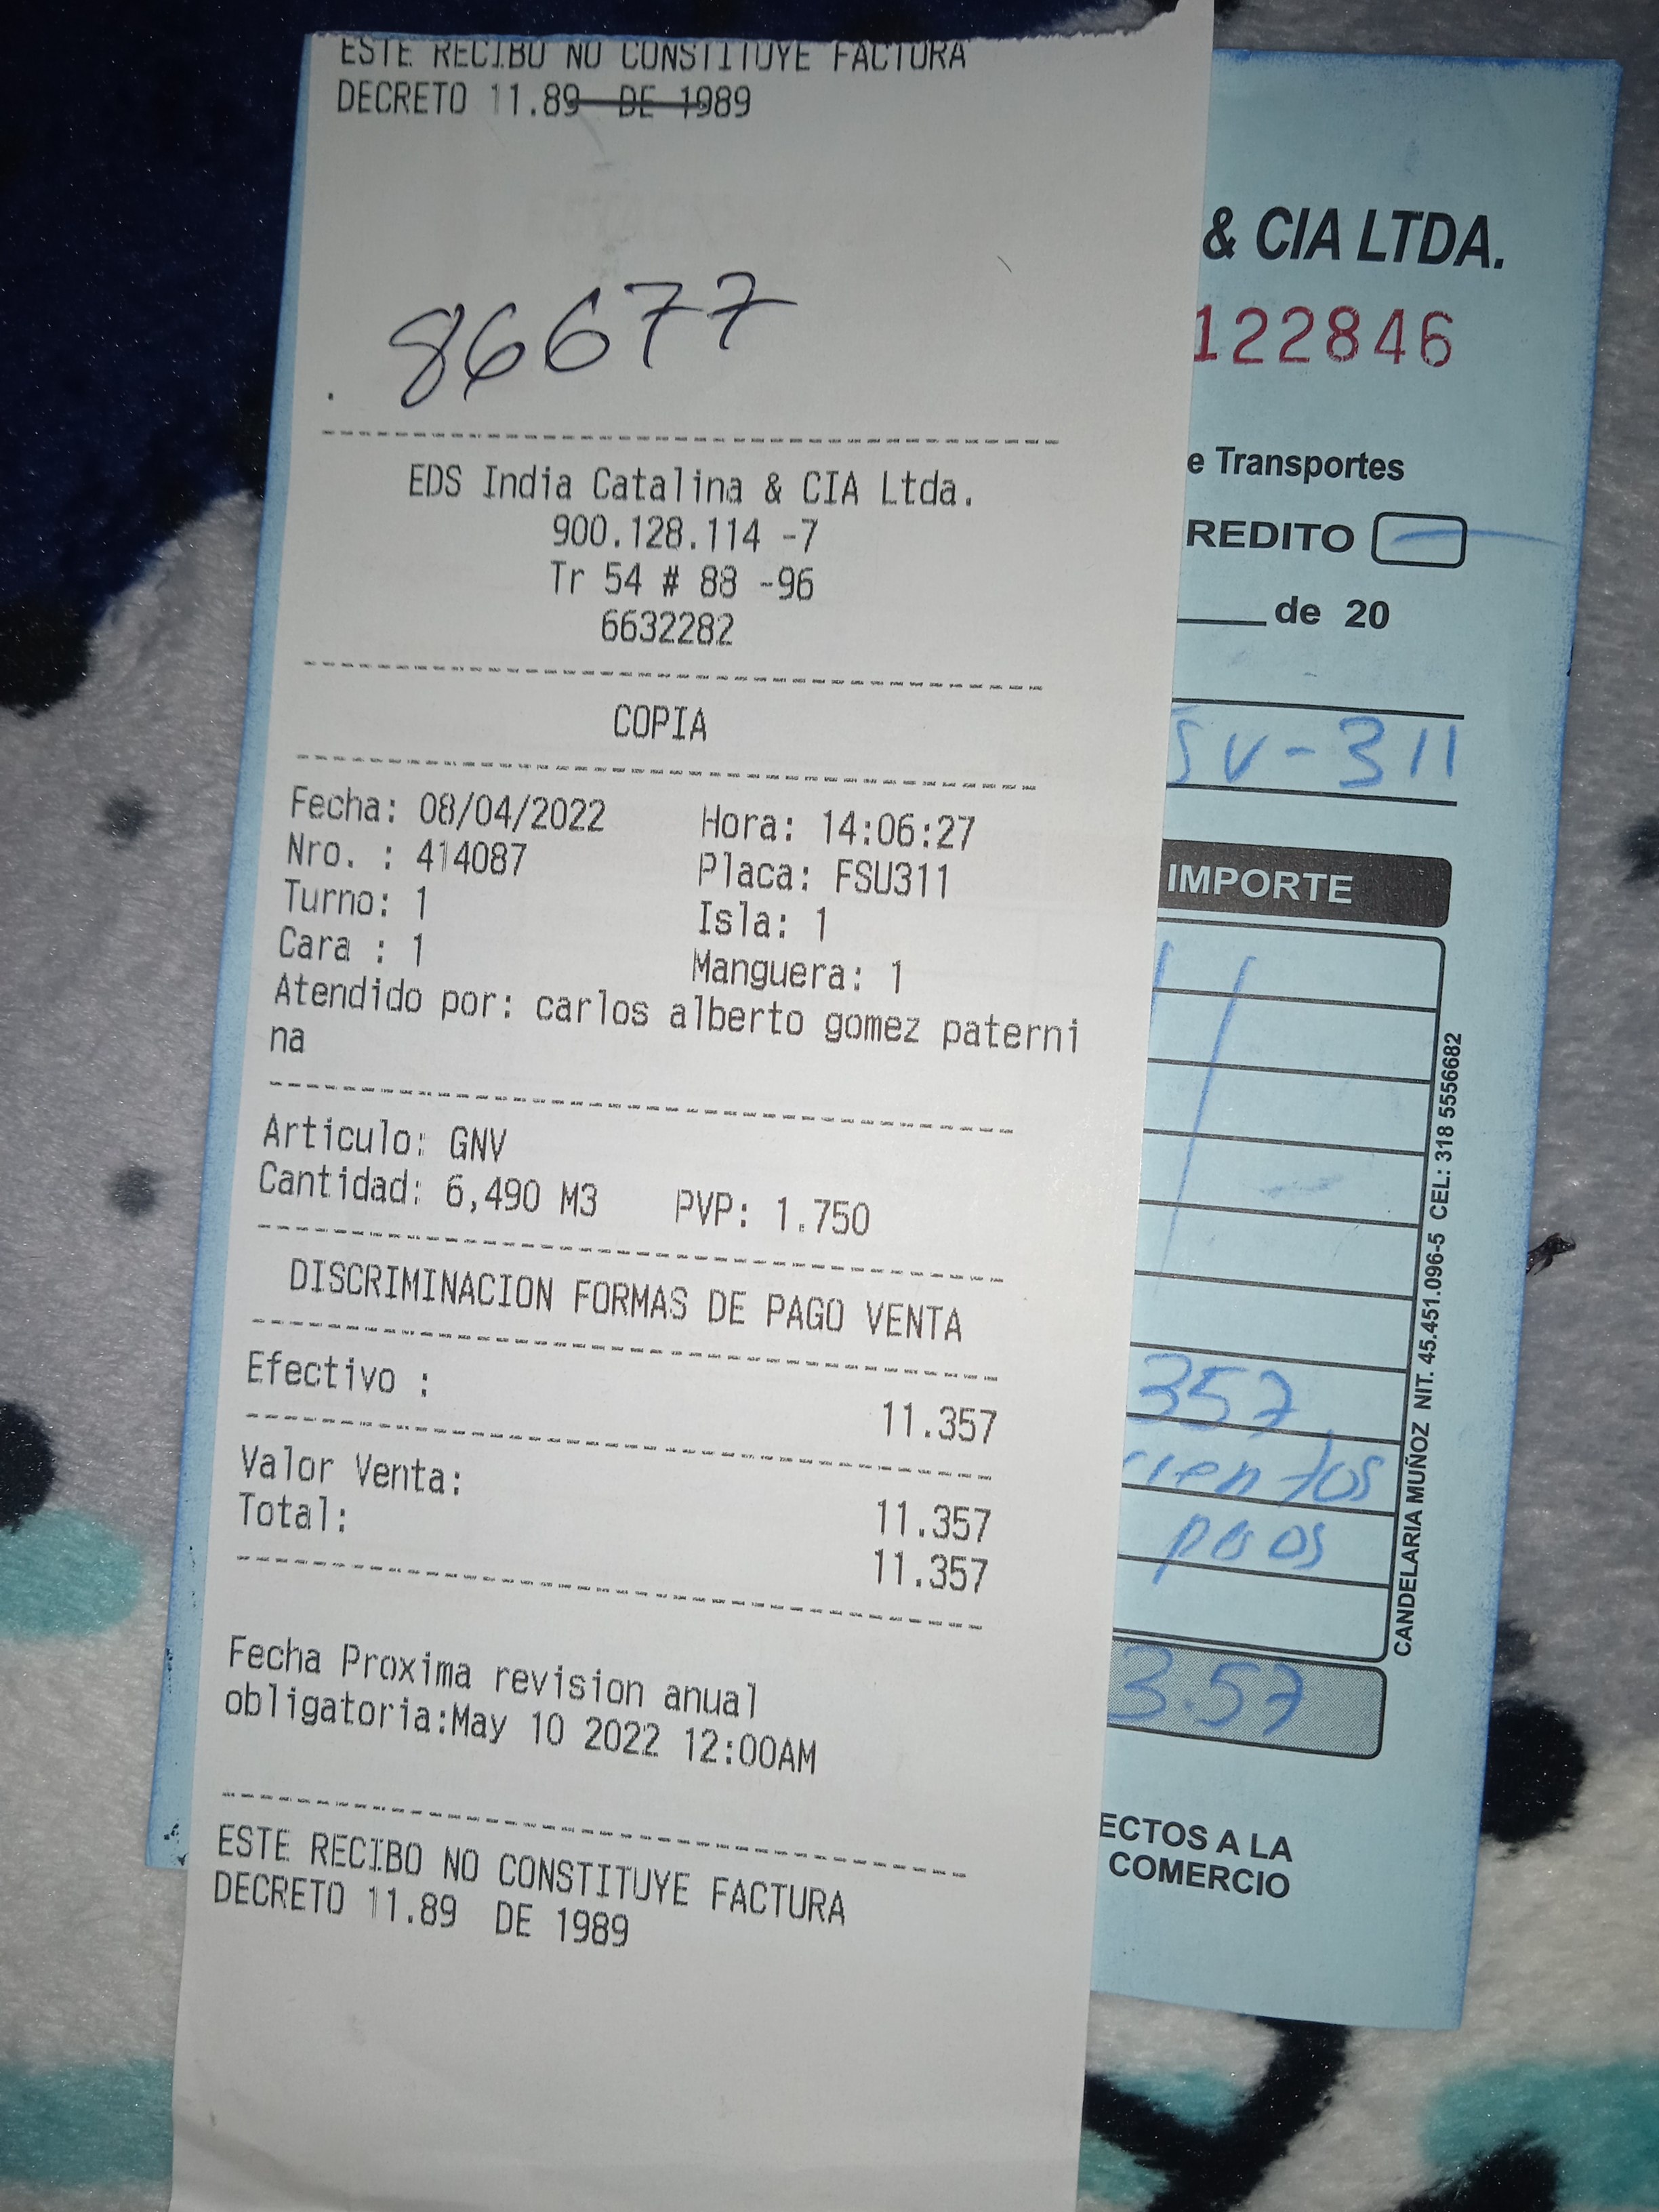 ESTE RECIBO NO CONSTITUYE FACTURA
DECRETO 11.89 DE 1989
86677
EDS India Catalina & CIA Ltda.
900.128.114 -7
Tr 54 # 88 -96
6632282
COPIA
Fecha: 08/04/2022 Hora: 14:06:27
Nro. : 414087 Placa: FSU311
Turno: 1 Isla: 1
Cara : 1 Manguera: 1
Atendido por: carlos alberto gomez paterni
na
Articulo: GNV
Cantidad: 6,490 M3 PVP: 1.750
DISCRIMINACION FORMAS DE PAGO VENTA
Efectivo : 11.357
Valor Venta: 11.357
Total: 11.357
Fecha Proxima revision anual
obligatoria:May 10 2022 12:00AM
ESTE RECIBO NO CONSTITUYE FACTURA
DECRETO 11.89 DE 1989
& CIA LTDA.
122846
e Transportes
REDITO
de 20
SV-311
IMPORTE
357
cientos
3.57
ECTOS A LA
COMERCIO
CANDELARIA MUÑOZ NIT. 45.451.096-5 CEL: 318 5556682